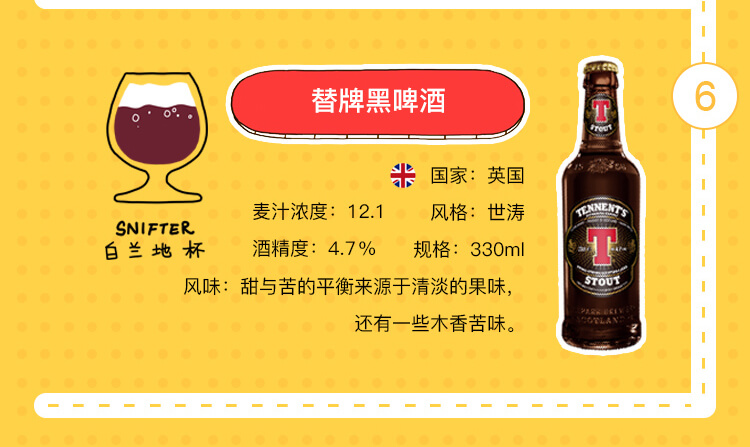 替牌黑啤酒
6
国家：英国
麦汁浓度：12.1 风格：世涛
酒精度：4.7% 规格：330ml
风味：甜与苦的平衡来源于清淡的果味，
还有一些木香苦味。
SNIFTER
白兰地杯
T
STOUT
TENNENT'S
T
STOUT